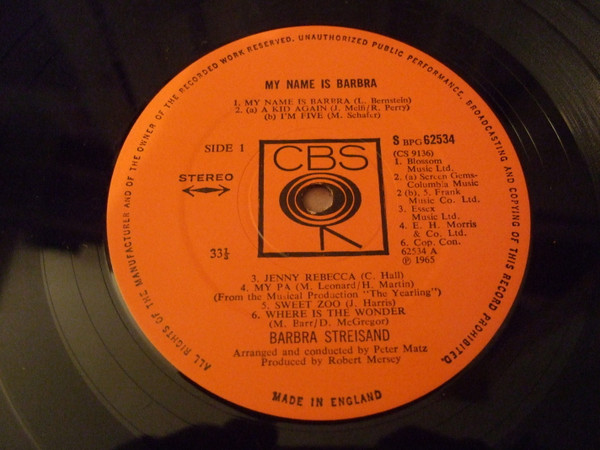 ALL RIGHTS OF THE MANUFACTURER AND OF THE OWNER OF THE RECORDED WORK RESERVED. UNAUTHORIZED PUBLIC PERFORMANCE, BROADCASTING AND COPYING OF THIS RECORD PROHIBITED.
MY NAME IS BARBRA
1. MY NAME IS BARBRA (L. Bernstein)
2. (a) A KID AGAIN (J. Melfi/R. Perry)
(b) I'M FIVE (M. Schafer)
SIDE 1
STEREO
33⅓
CBS
S BPG 62534
(CS 9136)
1. Blossom
Music Ltd.
2. (a) Screen Gems-
Columbia Music
2 (b). 5. Frank
Music Co. Ltd.
3. Essex
Music Ltd.
4. E. H. Morris
& Co. Ltd.
6. Cop. Con.
62534 A
℗ 1965
3. JENNY REBECCA (C. Hall)
4. MY PA (M. Leonard/H. Martin)
(From the Musical Production "The Yearling")
5. SWEET ZOO (J. Harris)
6. WHERE IS THE WONDER
(M. Barr/D. McGregor)
BARBRA STREISAND
Arranged and conducted by Peter Matz
Produced by Robert Mersey
MADE IN ENGLAND